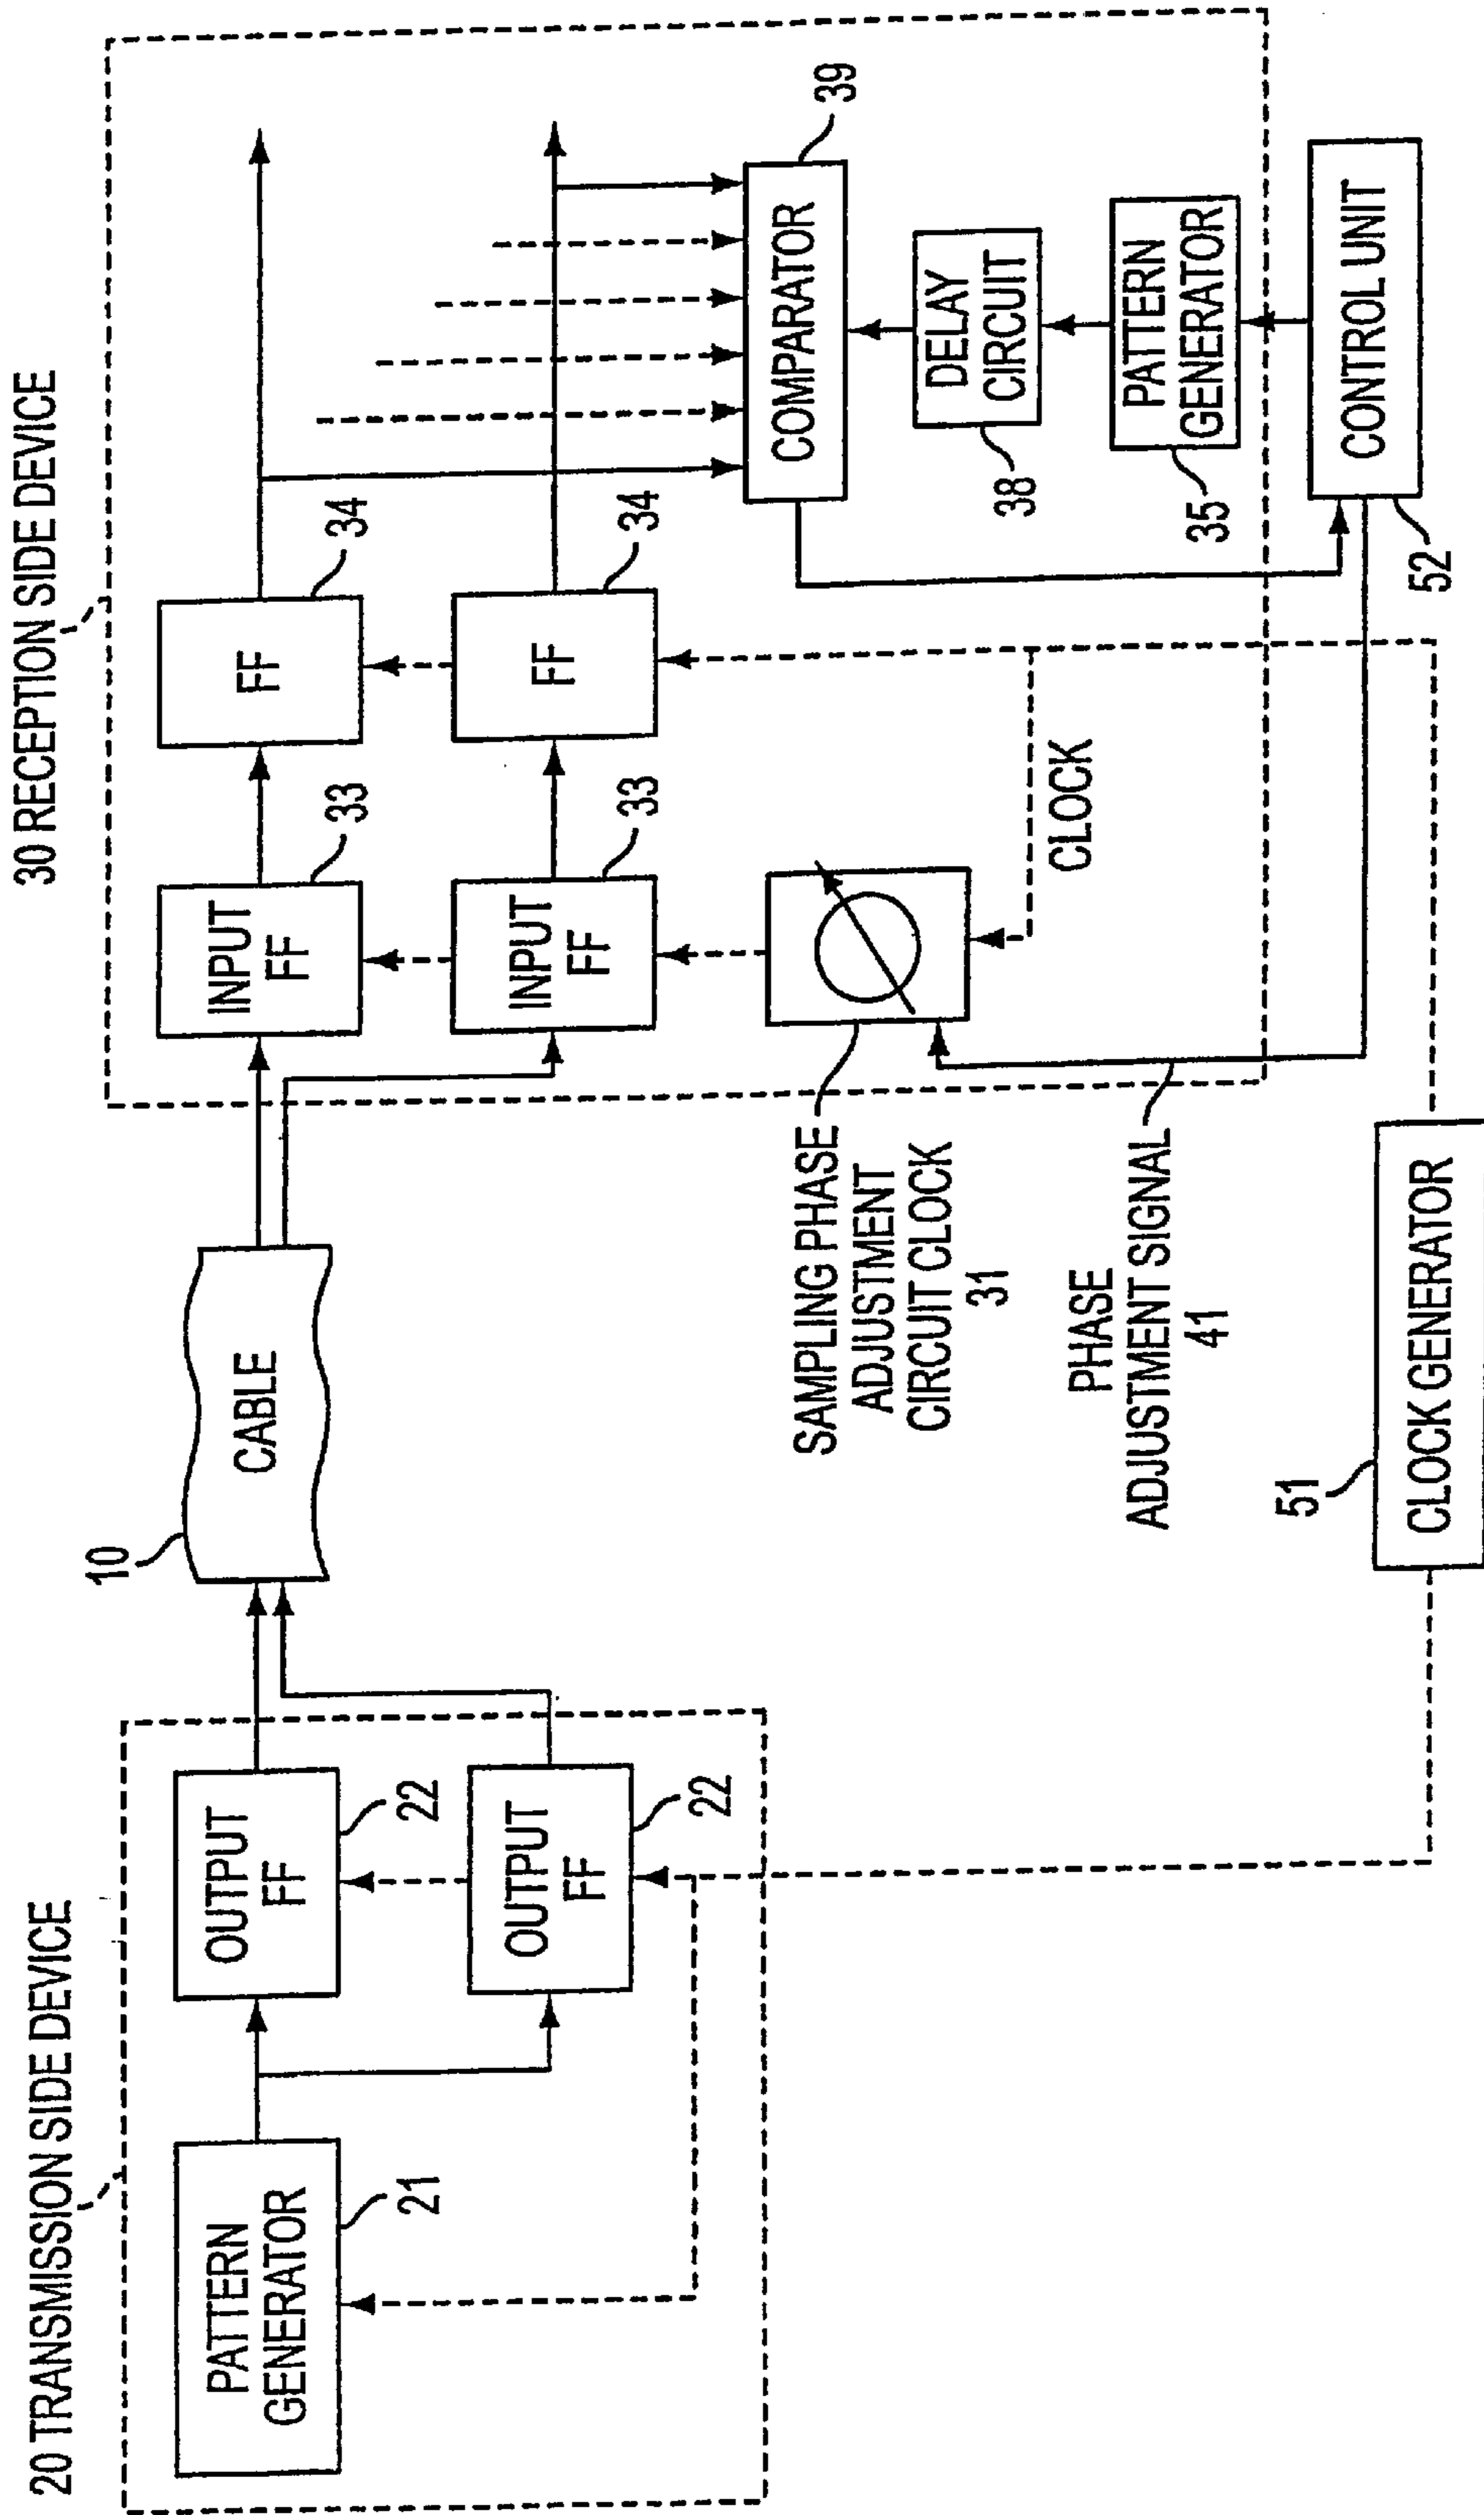 20 TRANSMISSION SIDE DEVICE
PATTERN
GENERATOR
21
OUTPUT
FF
22
OUTPUT
FF
22
10
CABLE
30 RECEPTION SIDE DEVICE
INPUT
FF
33
FF
34
INPUT
FF
33
FF
34
SAMPLING PHASE
ADJUSTMENT
CIRCUIT CLOCK
31
CLOCK
PHASE
ADJUSTMENT SIGNAL
41
COMPARATOR
39
DELAY
CIRCUIT
38
PATTERN
GENERATOR
35
CONTROL UNIT
52
51
CLOCK GENERATOR